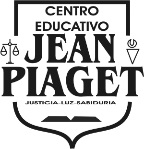 CENTRO
EDUCATIVO
JEAN
PIAGET
JUSTICIA-LUZ-SABIDURIA